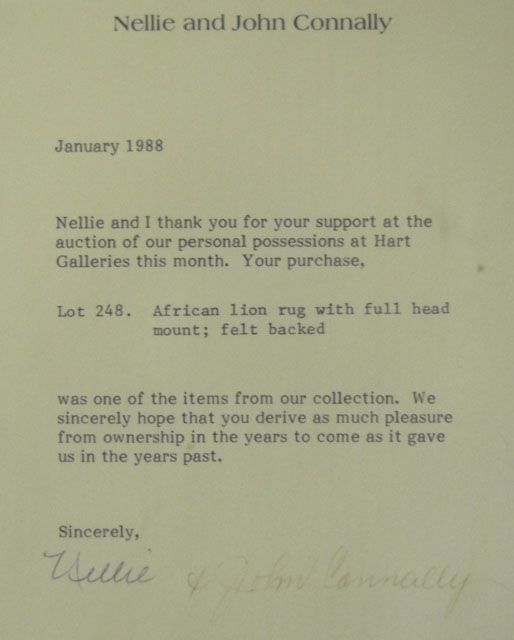 Nellie and John Connally
January 1988
Nellie and I thank you for your support at the
auction of our personal possessions at Hart
Galleries this month. Your purchase,
Lot 248. African lion rug with full head
mount; felt backed
was one of the items from our collection. We
sincerely hope that you derive as much pleasure
from ownership in the years to come as it gave
us in the years past.
Sincerely,
Nellie & John Connally